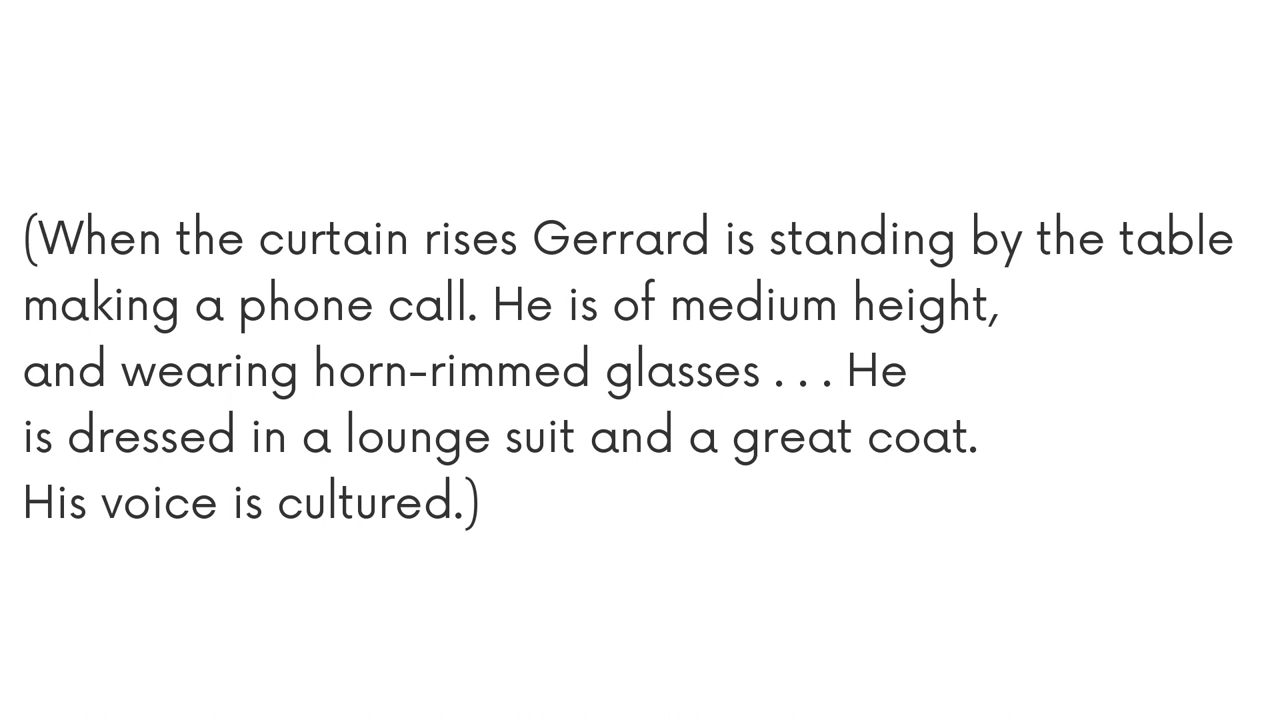 (When the curtain rises Gerrard is standing by the table
making a phone call. He is of medium height,
and wearing horn-rimmed glasses . . . He
is dressed in a lounge suit and a great coat.
His voice is cultured.)